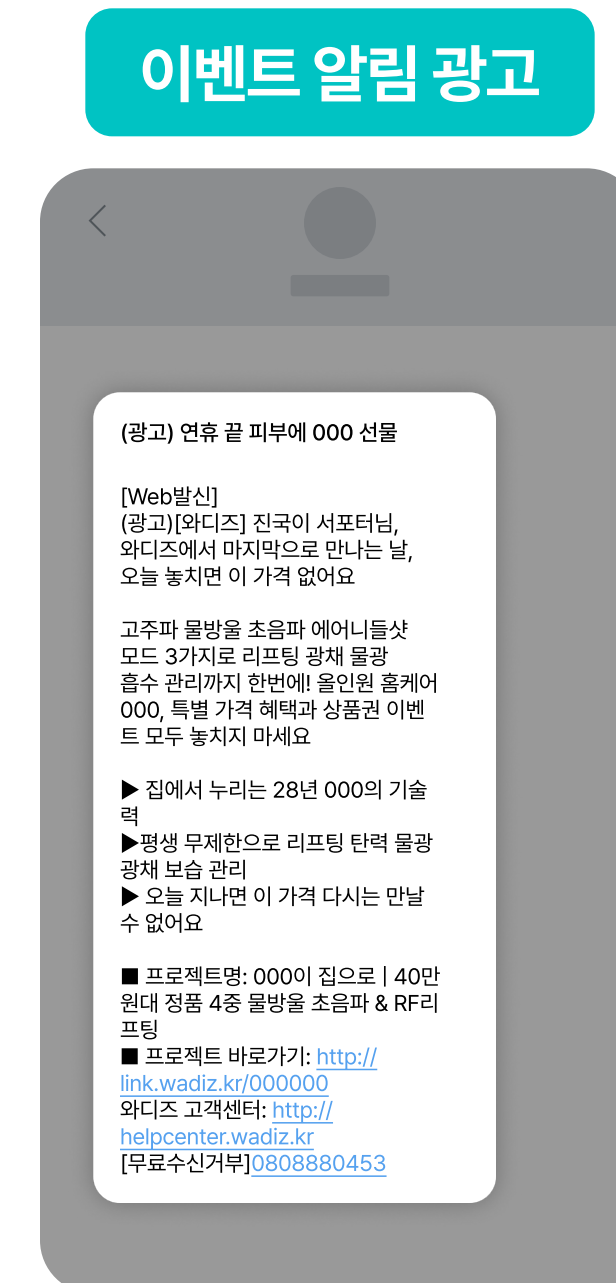 이벤트 알림 광고
(광고) 연휴 끝 피부에 000 선물
[Web발신]
(광고)[와디즈] 진국이 서포터님,
와디즈에서 마지막으로 만나는 날,
오늘 놓치면 이 가격 없어요
고주파 물방울 초음파 에어니들샷
모드 3가지로 리프팅 광채 물광
흡수 관리까지 한번에! 올인원 홈케어
000, 특별 가격 혜택과 상품권 이벤
트 모두 놓치지 마세요
▶ 집에서 누리는 28년 000의 기술
력
▶평생 무제한으로 리프팅 탄력 물광
광채 보습 관리
▶ 오늘 지나면 이 가격 다시는 만날
수 없어요
■ 프로젝트명: 000이 집으로 | 40만
원대 정품 4중 물방울 초음파 & RF리
프팅
■ 프로젝트 바로가기: http://
link.wadiz.kr/000000
와디즈 고객센터: http://
helpcenter.wadiz.kr
[무료수신거부]0808880453